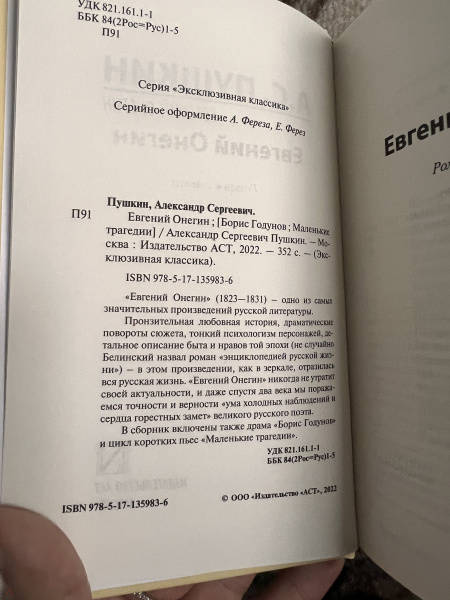 УДК 821.161.1-1
ББК 84(2Рос=Рус)1-5
П91
Серия «Эксклюзивная классика»
Серийное оформление А. Фереза, Е. Ферез
Пушкин, Александр Сергеевич.
П91 Евгений Онегин ; [Борис Годунов ; Маленькие
трагедии] / Александр Сергеевич Пушкин. — Мо-
сква : Издательство АСТ, 2022. — 352 с. — (Экс-
клюзивная классика).
ISBN 978-5-17-135983-6
«Евгений Онегин» (1823—1831) — одно из самых
значительных произведений русской литературы.
Пронзительная любовная история, драматические
повороты сюжета, тонкий психологизм персонажей, де-
тальное описание быта и нравов той эпохи (не случайно
Белинский назвал роман «энциклопедией русской жиз-
ни») — в этом произведении, как в зеркале, отразилась
вся русская жизнь. «Евгений Онегин» никогда не утратит
своей актуальности, и даже спустя два века мы поража-
емся точности и верности «ума холодных наблюдений и
сердца горестных замет» великого русского поэта.
В сборник включены также драма «Борис Годунов»
и цикл коротких пьес «Маленькие трагедии».
УДК 821.161.1-1
ББК 84(2Рос=Рус)1-5
ISBN 978-5-17-135983-6
© ООО «Издательство «АСТ», 2022
Евгени
Ро